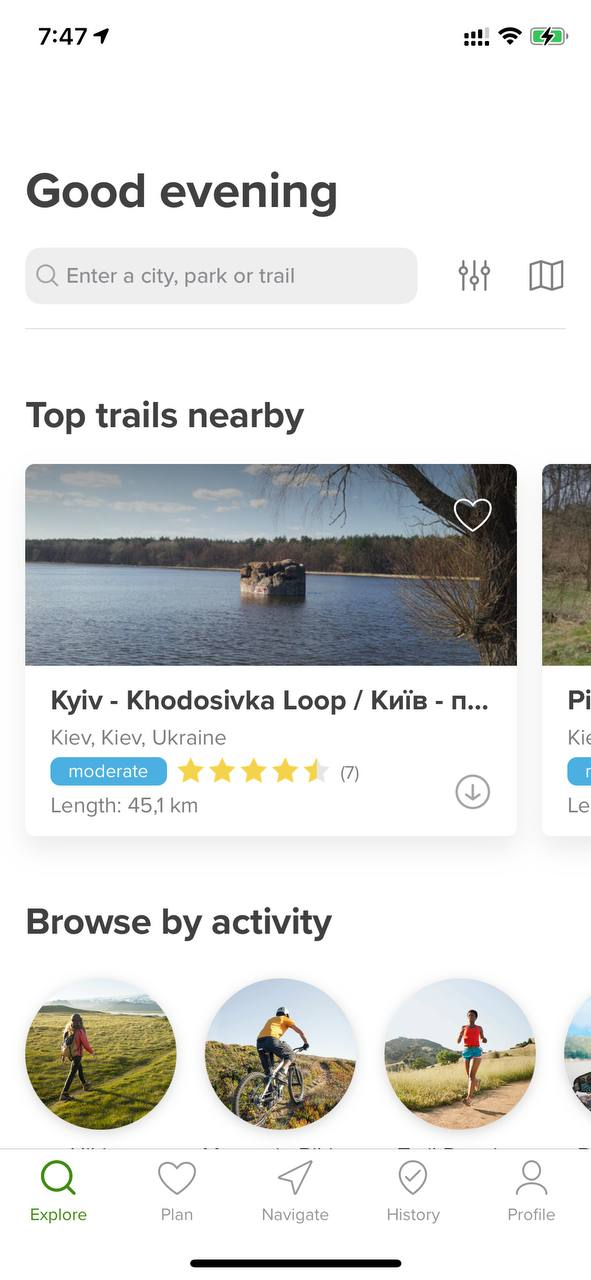 7:47
Good evening
Enter a city, park or trail
Top trails nearby
Kyiv - Khodosivka Loop / Київ - п...
Kiev, Kiev, Ukraine
moderate (7)
Length: 45,1 km
Browse by activity
Explore Plan Navigate History Profile